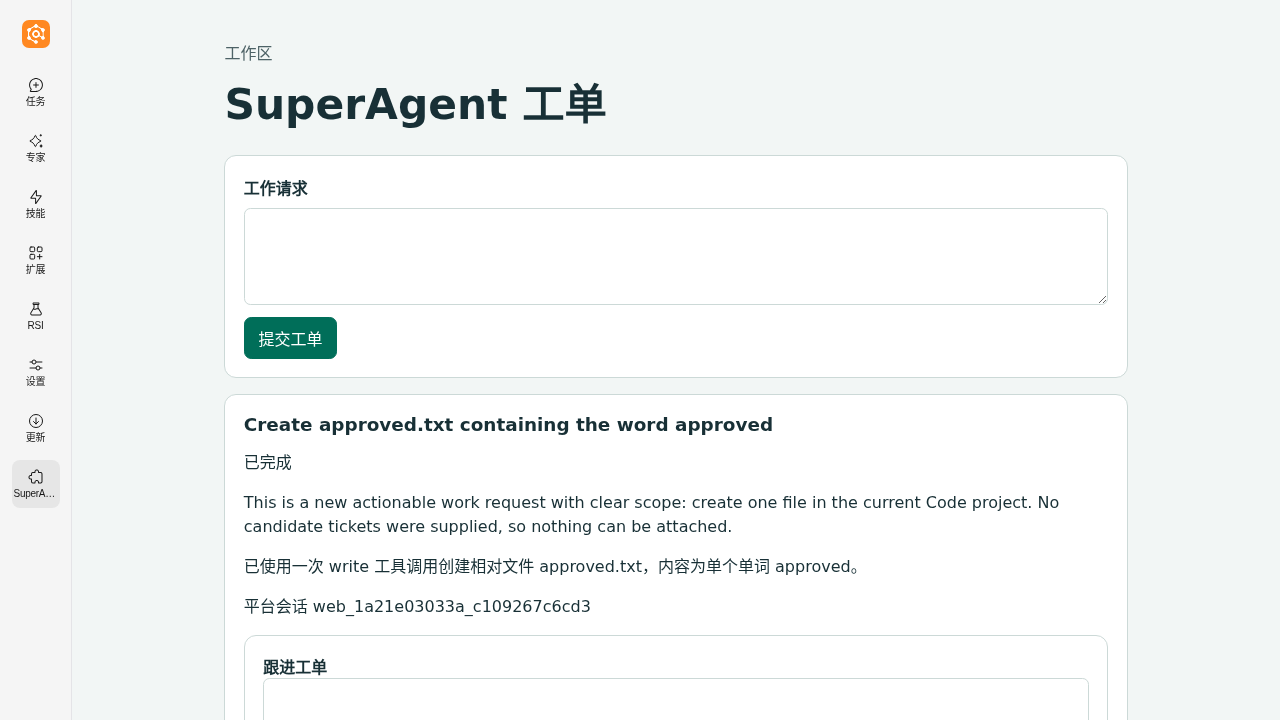 任务
专家
技能
扩展
RSI
设置
更新
SuperA…
工作区
SuperAgent 工单
工作请求
提交工单
Create approved.txt containing the word approved
已完成
This is a new actionable work request with clear scope: create one file in the current Code project. No
candidate tickets were supplied, so nothing can be attached.
已使用一次 write 工具调用创建相对文件 approved.txt，内容为单个单词 approved。
平台会话 web_1a21e03033a_c109267c6cd3
跟进工单